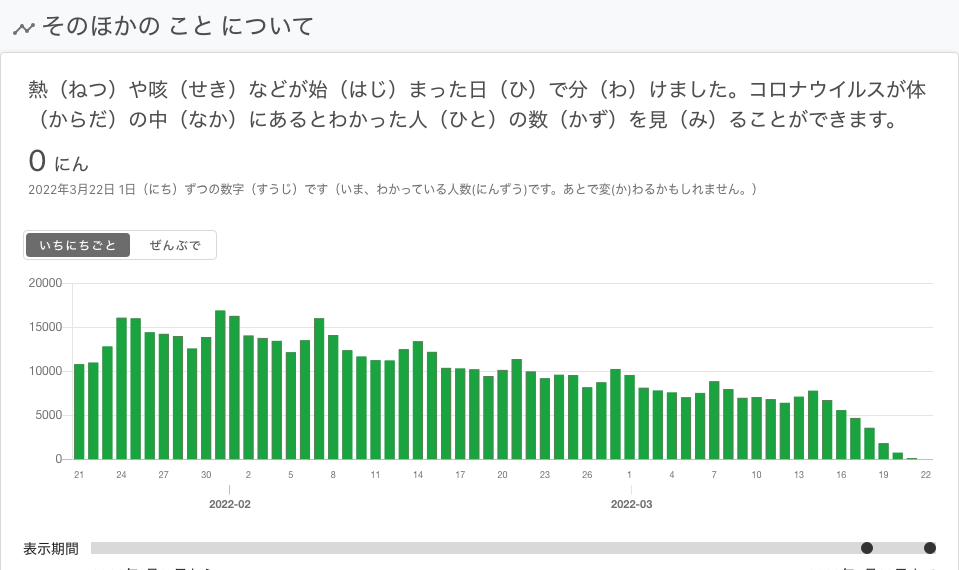 そのほかの こと について
熱（ねつ）や咳（せき）などが始（はじ）まった日（ひ）で分（わ）けました。コロナウイルスが体
（からだ）の中（なか）にあるとわかった人（ひと）の数（かず）を見（み）ることができます。
0 にん
2022年3月22日 1日（にち）ずつの数字（すうじ）です（いま、わかっている人数(にんずう)です。あとで変(か)わるかもしれません。）
いちにちごと ぜんぶで
20000
15000
10000
5000
0
21 24 27 30 2 5 8 11 14 17 20 23 26 1 4 7 10 13 16 19 22
2022-02 2022-03
表示期間